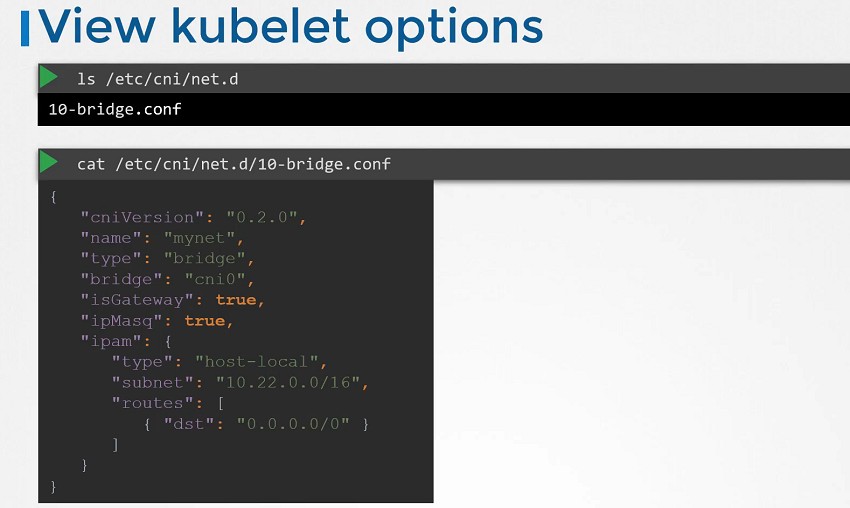 View kubelet options
ls /etc/cni/net.d
10-bridge.conf
cat /etc/cni/net.d/10-bridge.conf
{
"cniVersion": "0.2.0",
"name": "mynet",
"type": "bridge",
"bridge": "cni0",
"isGateway": true,
"ipMasq": true,
"ipam": {
"type": "host-local",
"subnet": "10.22.0.0/16",
"routes": [
{ "dst": "0.0.0.0/0" }
]
}
}